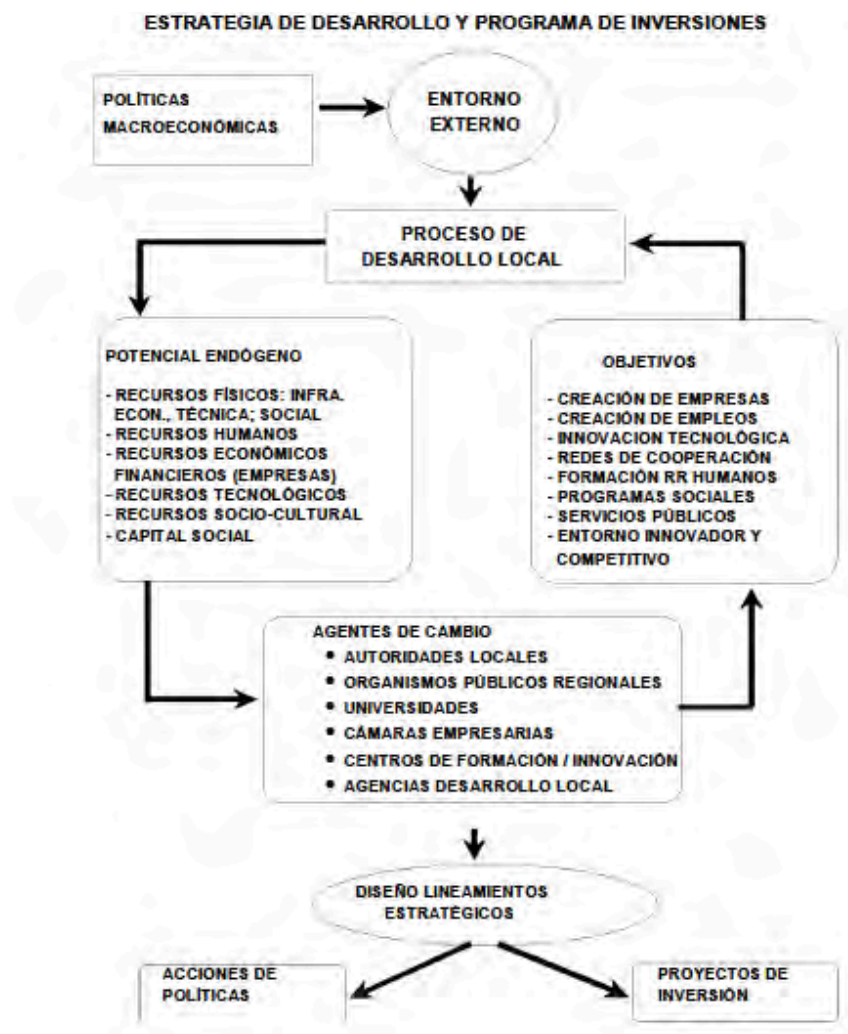 ESTRATEGIA DE DESARROLLO Y PROGRAMA DE INVERSIONES
POLÍTICAS
MACROECONÓMICAS
ENTORNO
EXTERNO
PROCESO DE
DESARROLLO LOCAL
POTENCIAL ENDÓGENO
- RECURSOS FÍSICOS: INFRA.
ECON., TÉCNICA; SOCIAL
- RECURSOS HUMANOS
- RECURSOS ECONÓMICOS
FINANCIEROS (EMPRESAS)
- RECURSOS TECNOLÓGICOS
- RECURSOS SOCIO-CULTURAL
- CAPITAL SOCIAL
OBJETIVOS
- CREACIÓN DE EMPRESAS
- CREACIÓN DE EMPLEOS
- INNOVACION TECNOLÓGICA
- REDES DE COOPERACIÓN
- FORMACIÓN RR HUMANOS
- PROGRAMAS SOCIALES
- SERVICIOS PÚBLICOS
- ENTORNO INNOVADOR Y
COMPETITIVO
AGENTES DE CAMBIO
• AUTORIDADES LOCALES
• ORGANISMOS PÚBLICOS REGIONALES
• UNIVERSIDADES
• CÁMARAS EMPRESARIAS
• CENTROS DE FORMACIÓN / INNOVACIÓN
• AGENCIAS DESARROLLO LOCAL
DISEÑO LINEAMIENTOS
ESTRATÉGICOS
ACCIONES DE
POLÍTICAS
PROYECTOS DE
INVERSIÓN